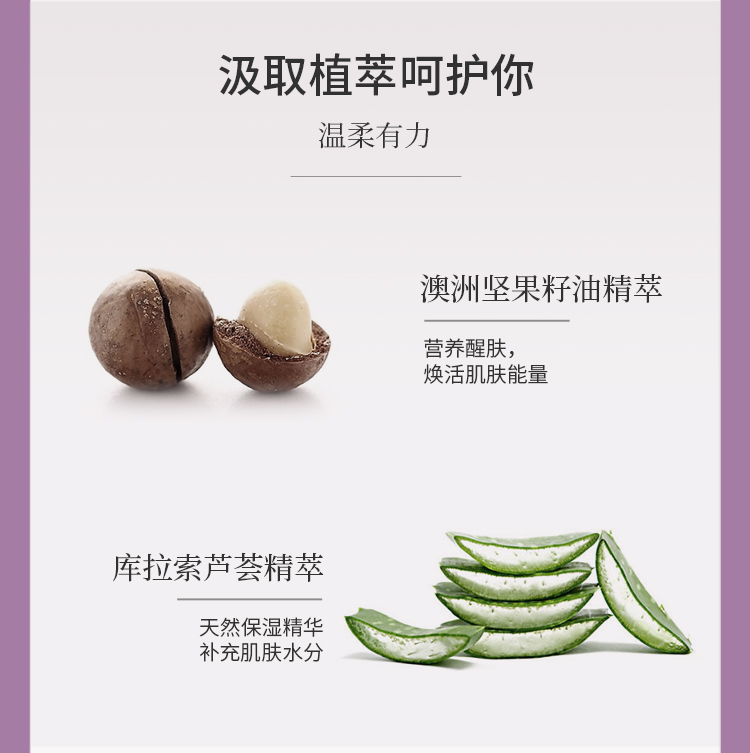 汲取植萃呵护你
温柔有力
澳洲坚果籽油精萃
营养醒肤，
焕活肌肤能量
库拉索芦荟精萃
天然保湿精华
补充肌肤水分